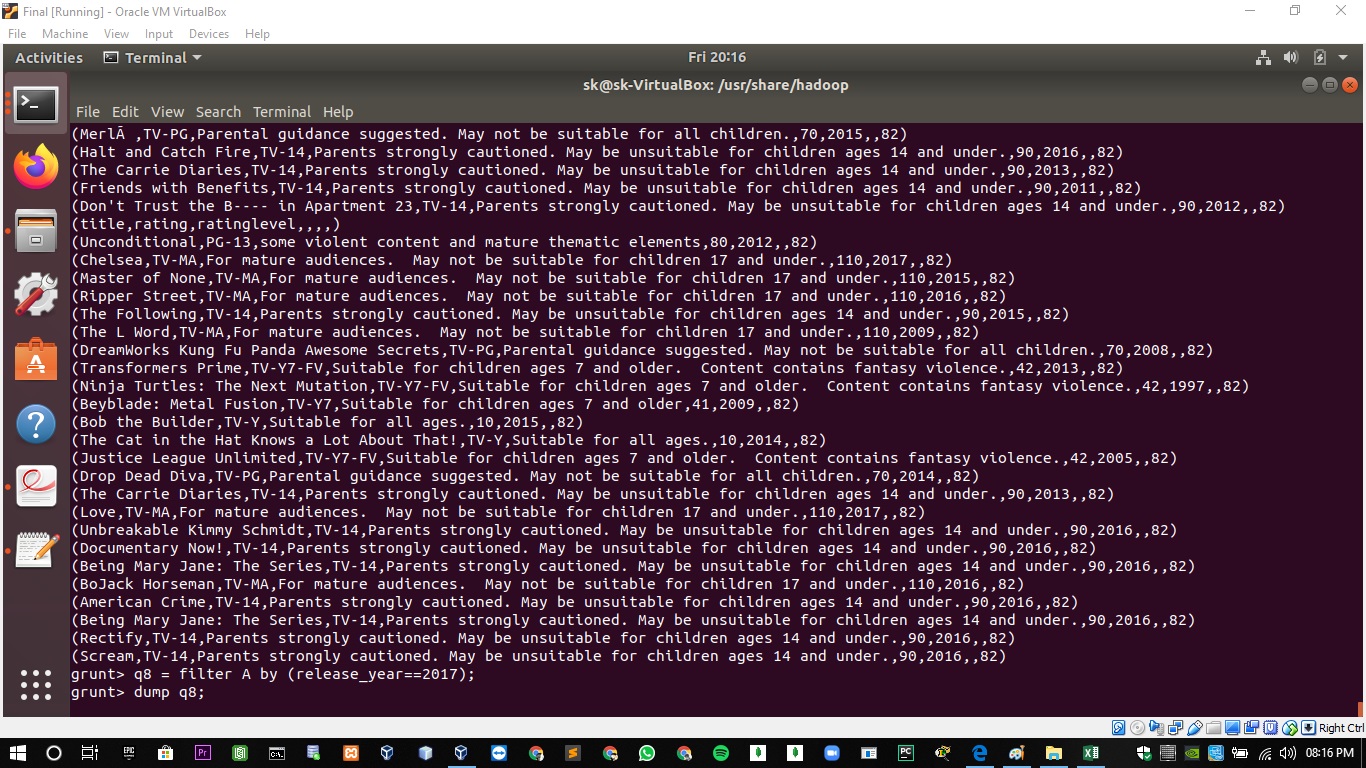 Final [Running] - Oracle VM VirtualBox
File Machine View Input Devices Help
Activities Terminal Fri 20:16
sk@sk-VirtualBox: /usr/share/hadoop
File Edit View Search Terminal Help
(MerlÃ ,TV-PG,Parental guidance suggested. May not be suitable for all children.,70,2015,,82)
(Halt and Catch Fire,TV-14,Parents strongly cautioned. May be unsuitable for children ages 14 and under.,90,2016,,82)
(The Carrie Diaries,TV-14,Parents strongly cautioned. May be unsuitable for children ages 14 and under.,90,2013,,82)
(Friends with Benefits,TV-14,Parents strongly cautioned. May be unsuitable for children ages 14 and under.,90,2011,,82)
(Don't Trust the B---- in Apartment 23,TV-14,Parents strongly cautioned. May be unsuitable for children ages 14 and under.,90,2012,,82)
(title,rating,ratinglevel,,,,)
(Unconditional,PG-13,some violent content and mature thematic elements,80,2012,,82)
(Chelsea,TV-MA,For mature audiences.  May not be suitable for children 17 and under.,110,2017,,82)
(Master of None,TV-MA,For mature audiences.  May not be suitable for children 17 and under.,110,2015,,82)
(Ripper Street,TV-MA,For mature audiences.  May not be suitable for children 17 and under.,110,2016,,82)
(The Following,TV-14,Parents strongly cautioned. May be unsuitable for children ages 14 and under.,90,2015,,82)
(The L Word,TV-MA,For mature audiences.  May not be suitable for children 17 and under.,110,2009,,82)
(DreamWorks Kung Fu Panda Awesome Secrets,TV-PG,Parental guidance suggested. May not be suitable for all children.,70,2008,,82)
(Transformers Prime,TV-Y7-FV,Suitable for children ages 7 and older.  Content contains fantasy violence.,42,2013,,82)
(Ninja Turtles: The Next Mutation,TV-Y7-FV,Suitable for children ages 7 and older.  Content contains fantasy violence.,42,1997,,82)
(Beyblade: Metal Fusion,TV-Y7,Suitable for children ages 7 and older,41,2009,,82)
(Bob the Builder,TV-Y,Suitable for all ages.,10,2015,,82)
(The Cat in the Hat Knows a Lot About That!,TV-Y,Suitable for all ages.,10,2014,,82)
(Justice League Unlimited,TV-Y7-FV,Suitable for children ages 7 and older.  Content contains fantasy violence.,42,2005,,82)
(Drop Dead Diva,TV-PG,Parental guidance suggested. May not be suitable for all children.,70,2014,,82)
(The Carrie Diaries,TV-14,Parents strongly cautioned. May be unsuitable for children ages 14 and under.,90,2013,,82)
(Love,TV-MA,For mature audiences.  May not be suitable for children 17 and under.,110,2017,,82)
(Unbreakable Kimmy Schmidt,TV-14,Parents strongly cautioned. May be unsuitable for children ages 14 and under.,90,2016,,82)
(Documentary Now!,TV-14,Parents strongly cautioned. May be unsuitable for children ages 14 and under.,90,2016,,82)
(Being Mary Jane: The Series,TV-14,Parents strongly cautioned. May be unsuitable for children ages 14 and under.,90,2016,,82)
(BoJack Horseman,TV-MA,For mature audiences.  May not be suitable for children 17 and under.,110,2016,,82)
(American Crime,TV-14,Parents strongly cautioned. May be unsuitable for children ages 14 and under.,90,2016,,82)
(Being Mary Jane: The Series,TV-14,Parents strongly cautioned. May be unsuitable for children ages 14 and under.,90,2016,,82)
(Rectify,TV-14,Parents strongly cautioned. May be unsuitable for children ages 14 and under.,90,2016,,82)
(Scream,TV-14,Parents strongly cautioned. May be unsuitable for children ages 14 and under.,90,2016,,82)
grunt> q8 = filter A by (release_year==2017);
grunt> dump q8;
Right Ctrl
EPIC Pr C:\. PC 08:16 PM